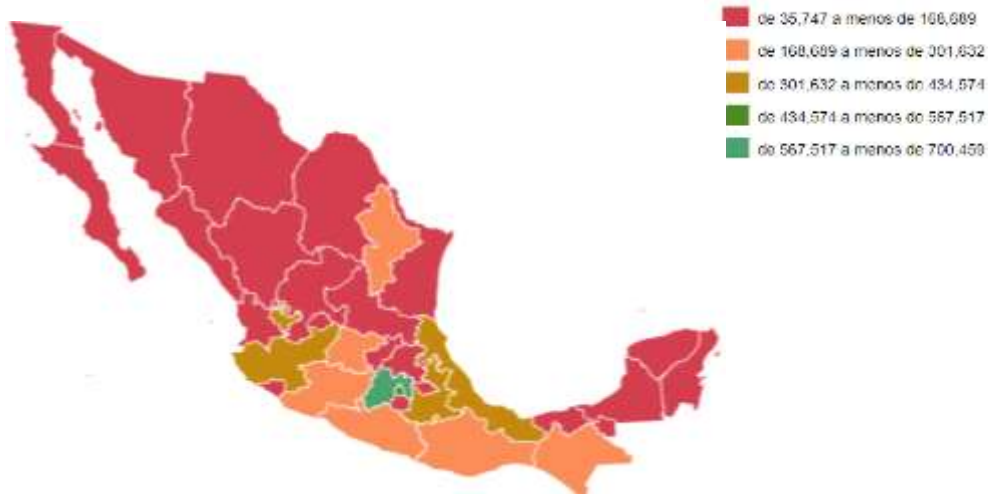 de 35,747 a menos de 168,689
de 168,689 a menos de 301,632
de 301,632 a menos de 434,574
de 434,574 a menos de 567,517
de 567,517 a menos de 700,459